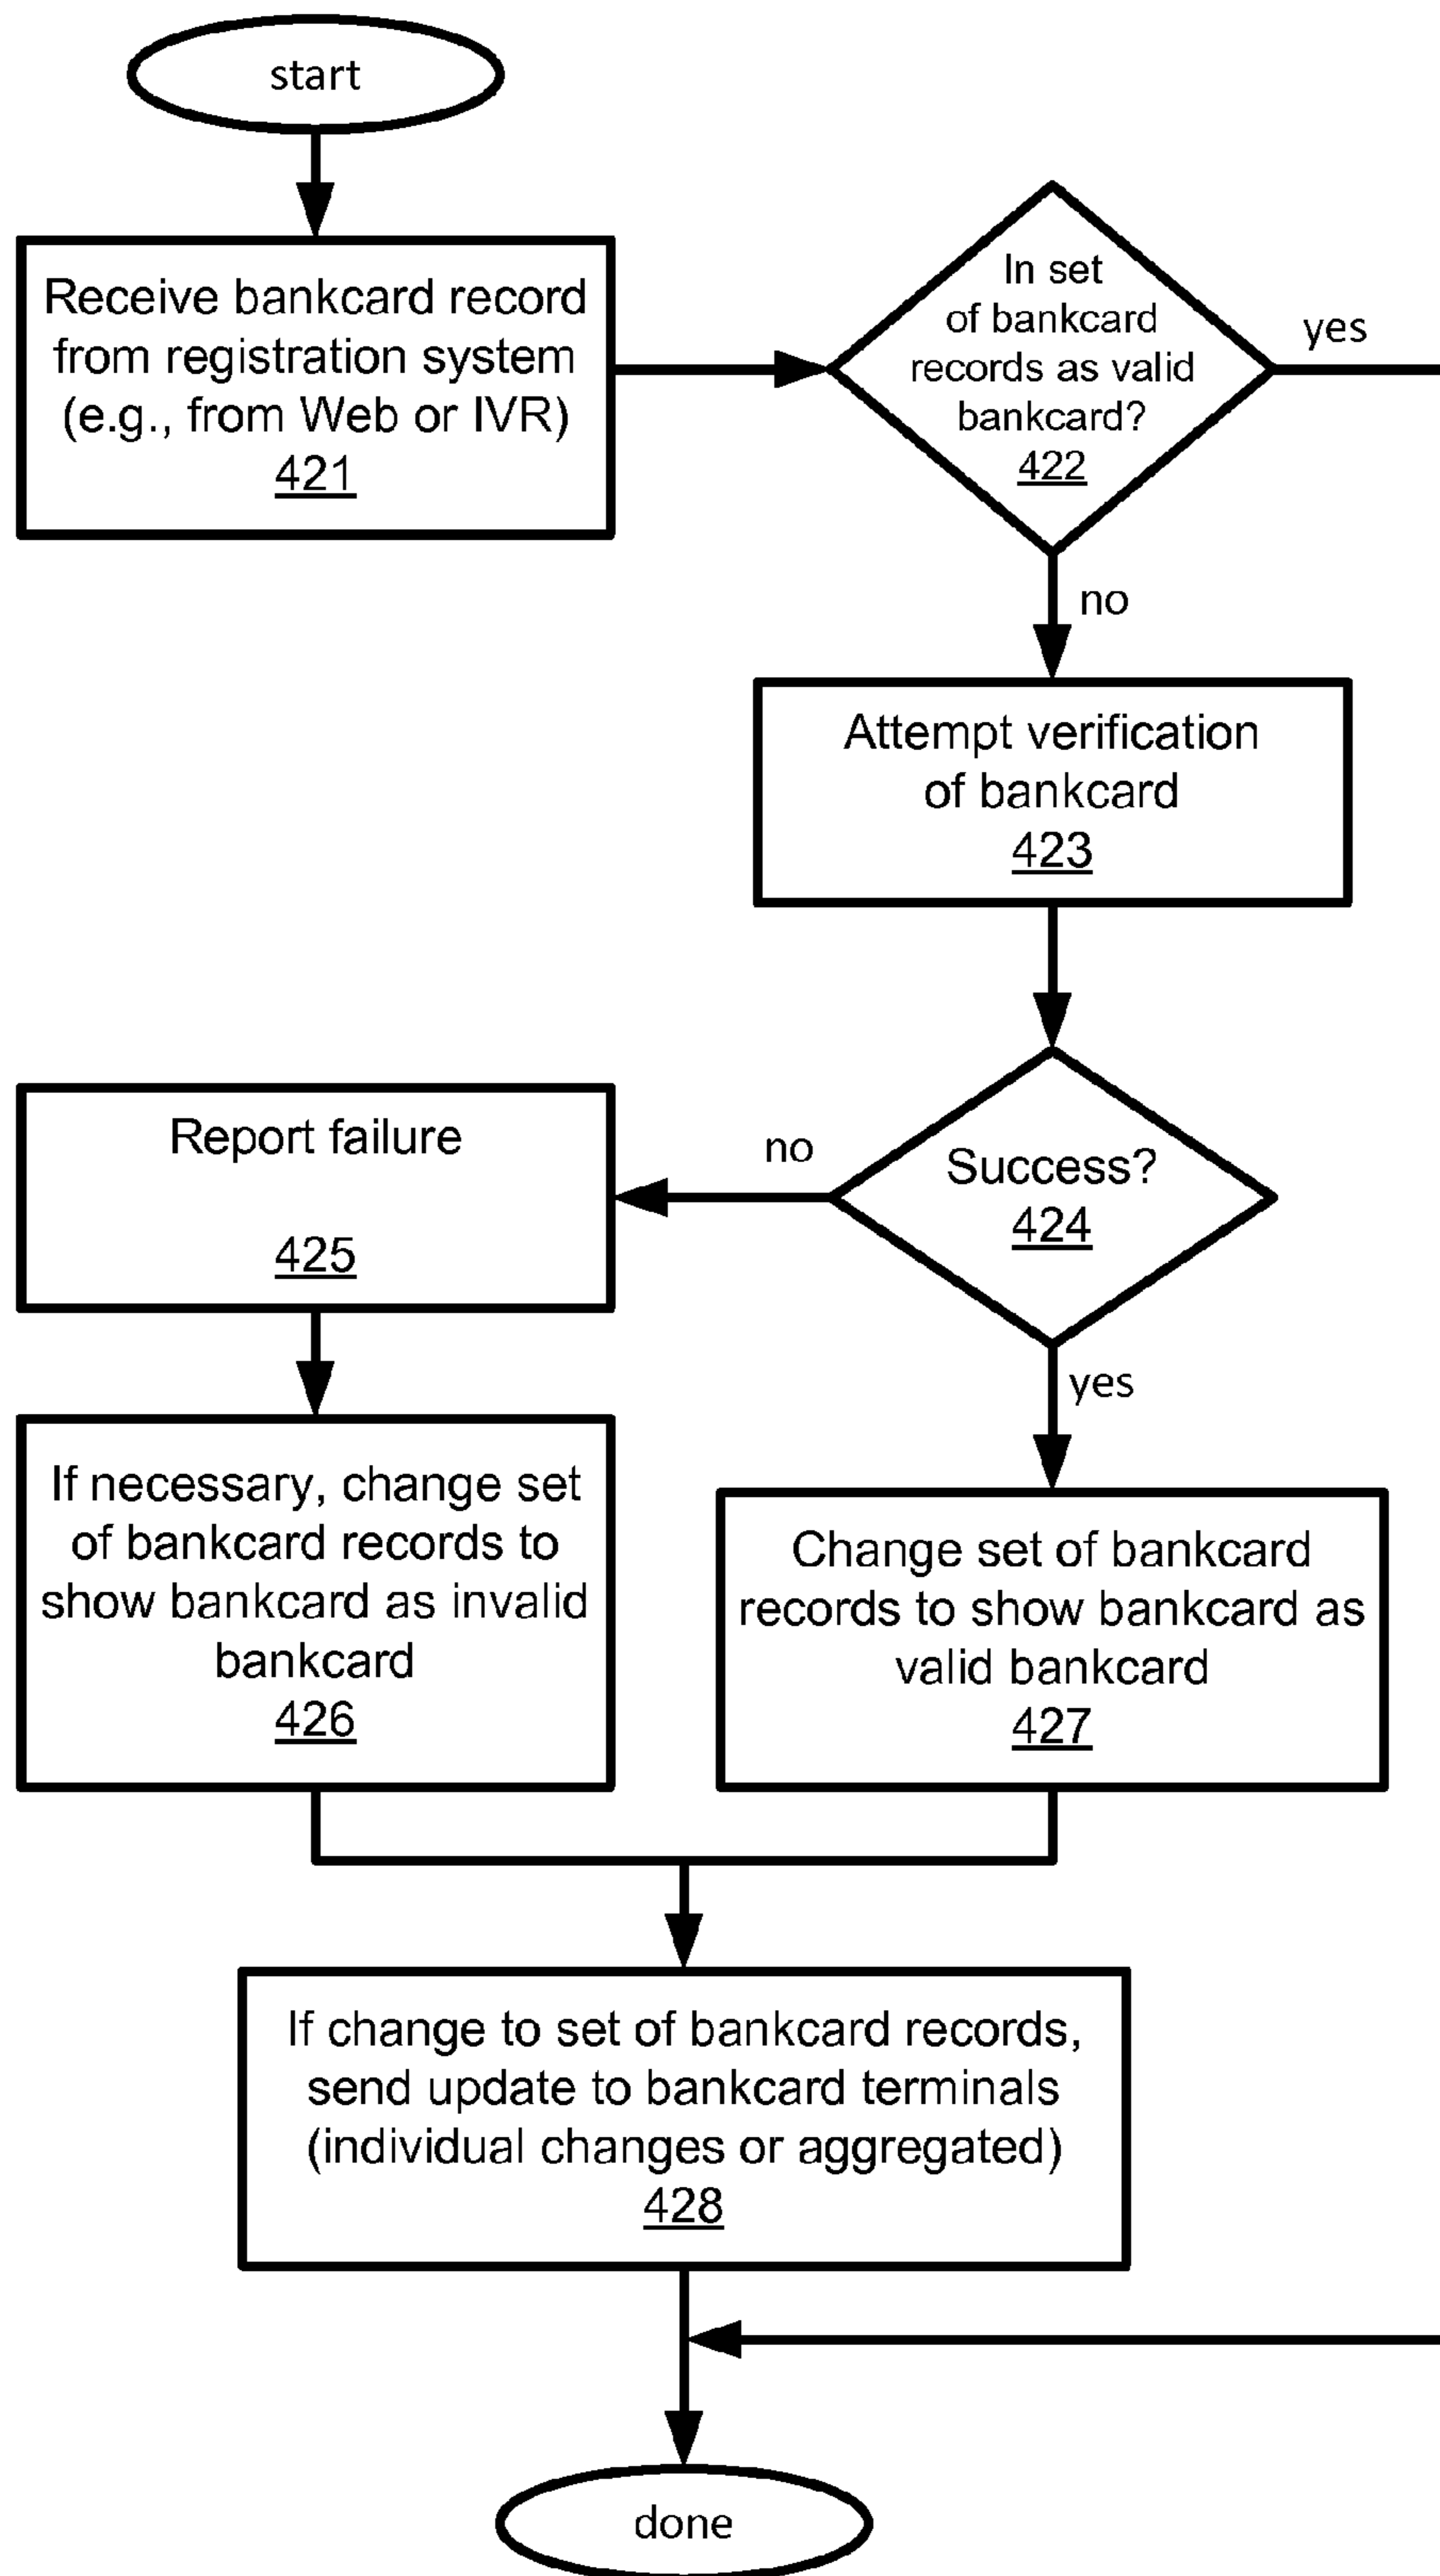 start
Receive bankcard record
from registration system
(e.g., from Web or IVR)
421
In set
of bankcard
records as valid
bankcard?
422
yes
no
Attempt verification
of bankcard
423
Success?
424
no
Report failure
425
yes
If necessary, change set
of bankcard records to
show bankcard as invalid
bankcard
426
Change set of bankcard
records to show bankcard as
valid bankcard
427
If change to set of bankcard records,
send update to bankcard terminals
(individual changes or aggregated)
428
done